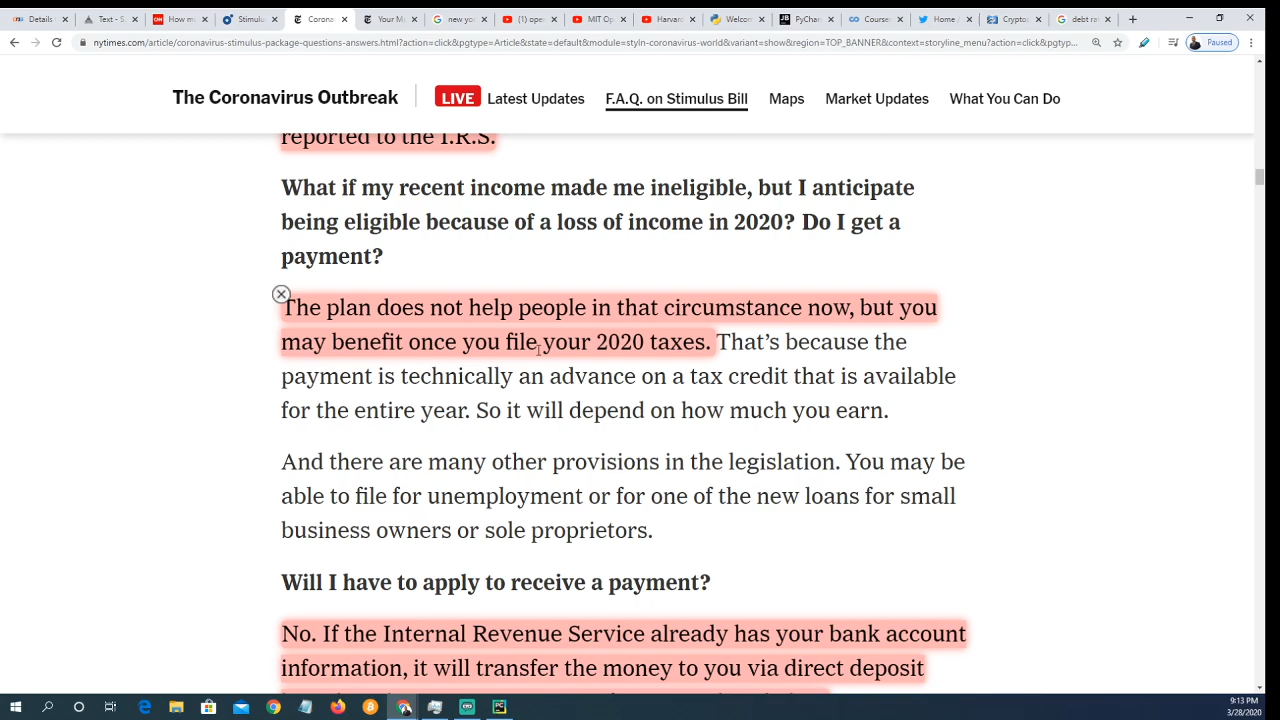 Details
Text - S
How m
Stimulus
Corona
Your M
new yo
(1) open
MIT Op
Harvard
Welcom
PyChar
Course
Home /
Crypto
debt ra
nytimes.com/article/coronavirus-stimulus-package-questions-answers.html?action=click&pgtype=Article&state=default&module=styln-coronavirus-world&variant=show&region=TOP_BANNER&context=storyline_menu?action=click&pgtyp...
Paused
The Coronavirus Outbreak
LIVE Latest Updates
F.A.Q. on Stimulus Bill
Maps
Market Updates
What You Can Do
reported to the I.R.S.
What if my recent income made me ineligible, but I anticipate
being eligible because of a loss of income in 2020? Do I get a
payment?
The plan does not help people in that circumstance now, but you
may benefit once you file your 2020 taxes. That’s because the
payment is technically an advance on a tax credit that is available
for the entire year. So it will depend on how much you earn.
And there are many other provisions in the legislation. You may be
able to file for unemployment or for one of the new loans for small
business owners or sole proprietors.
Will I have to apply to receive a payment?
No. If the Internal Revenue Service already has your bank account
information, it will transfer the money to you via direct deposit
9:13 PM
3/28/2020